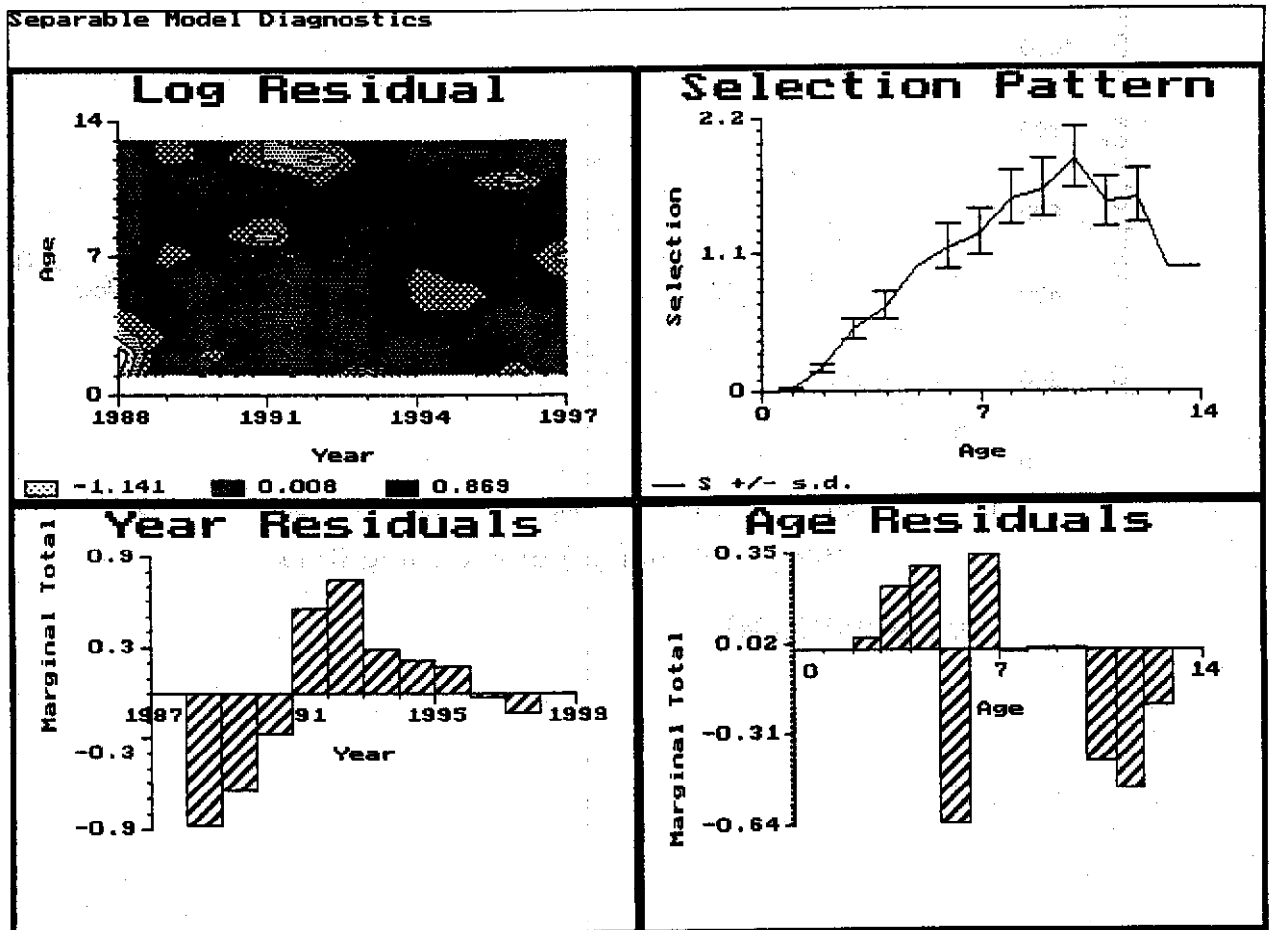 Separable Model Diagnostics
Log Residual
14
7
0
Age
1988 1991 1994 1997
Year
-1.141 0.008 0.869
Selection Pattern
2.2
1.1
0
Selection
0 7 14
Age
S +/- s.d.
Year Residuals
0.9
0.3
-0.3
-0.9
Marginal Total
1987 91 1995 1999
Year
Age Residuals
0.35
0.02
-0.31
-0.64
Marginal Total
0 7 14
Age